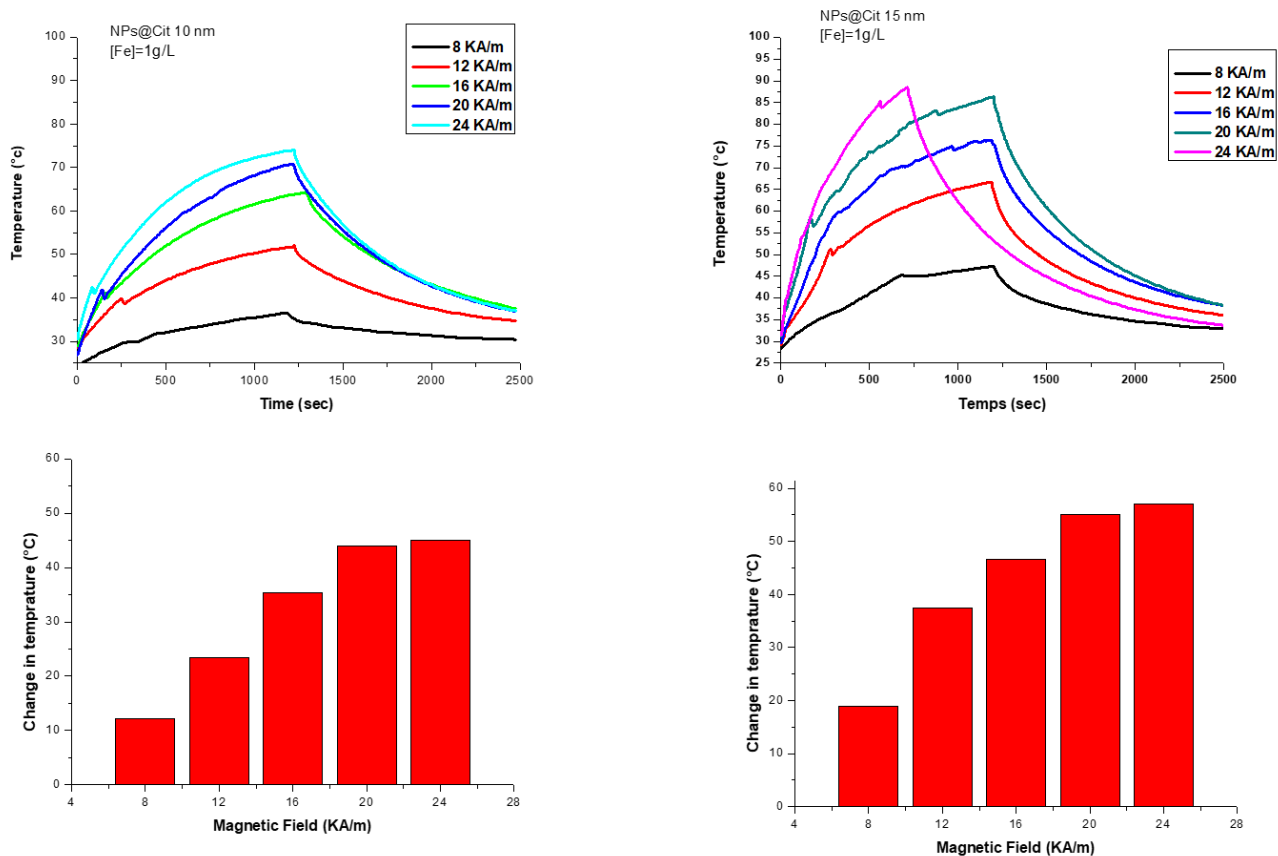 NPs@Cit 10 nm
[Fe]=1g/L
8 KA/m
12 KA/m
16 KA/m
20 KA/m
24 KA/m
Temperature (°c)
100
90
80
70
60
50
40
30
0
500
1000
1500
2000
2500
Time (sec)
NPs@Cit 15 nm
[Fe]=1g/L
8 KA/m
12 KA/m
16 KA/m
20 KA/m
24 KA/m
Temperature (°c)
100
95
90
85
80
75
70
65
60
55
50
45
40
35
30
25
0
500
1000
1500
2000
2500
Temps (sec)
Change in temprature (°C)
60
50
40
30
20
10
0
4
8
12
16
20
24
28
Magnetic Field (KA/m)
Change in temprature (°C)
60
50
40
30
20
10
0
4
8
12
16
20
24
28
Magnetic Field (KA/m)